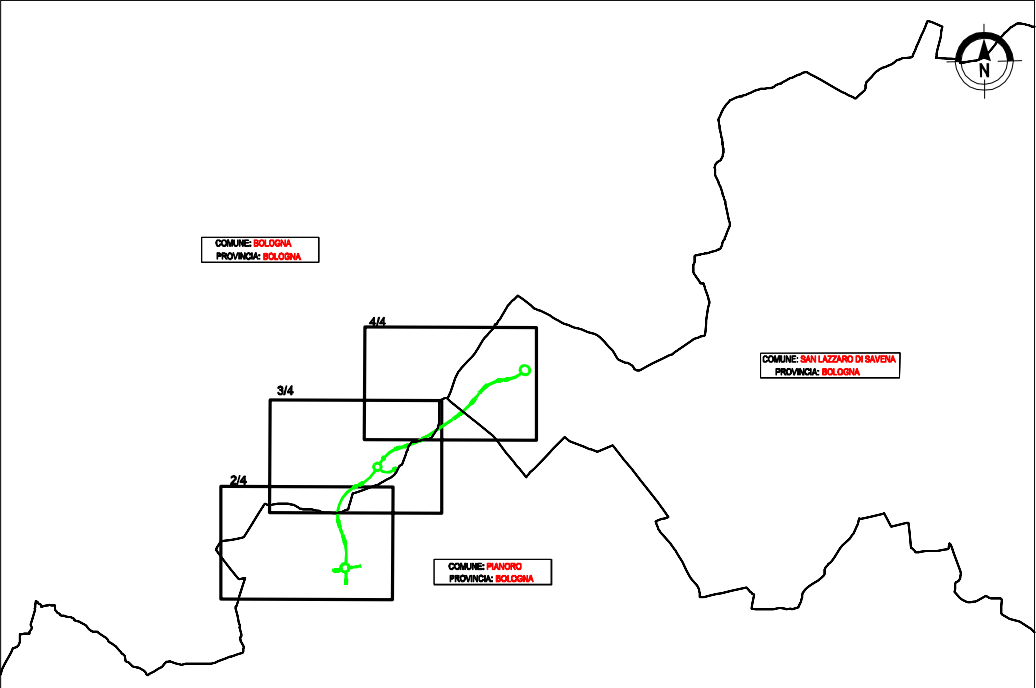 N
COMUNE: BOLOGNA
PROVINCIA: BOLOGNA
4/4
COMUNE: SAN LAZZARO DI SAVENA
PROVINCIA: BOLOGNA
3/4
2/4
COMUNE: PIANORO
PROVINCIA: BOLOGNA